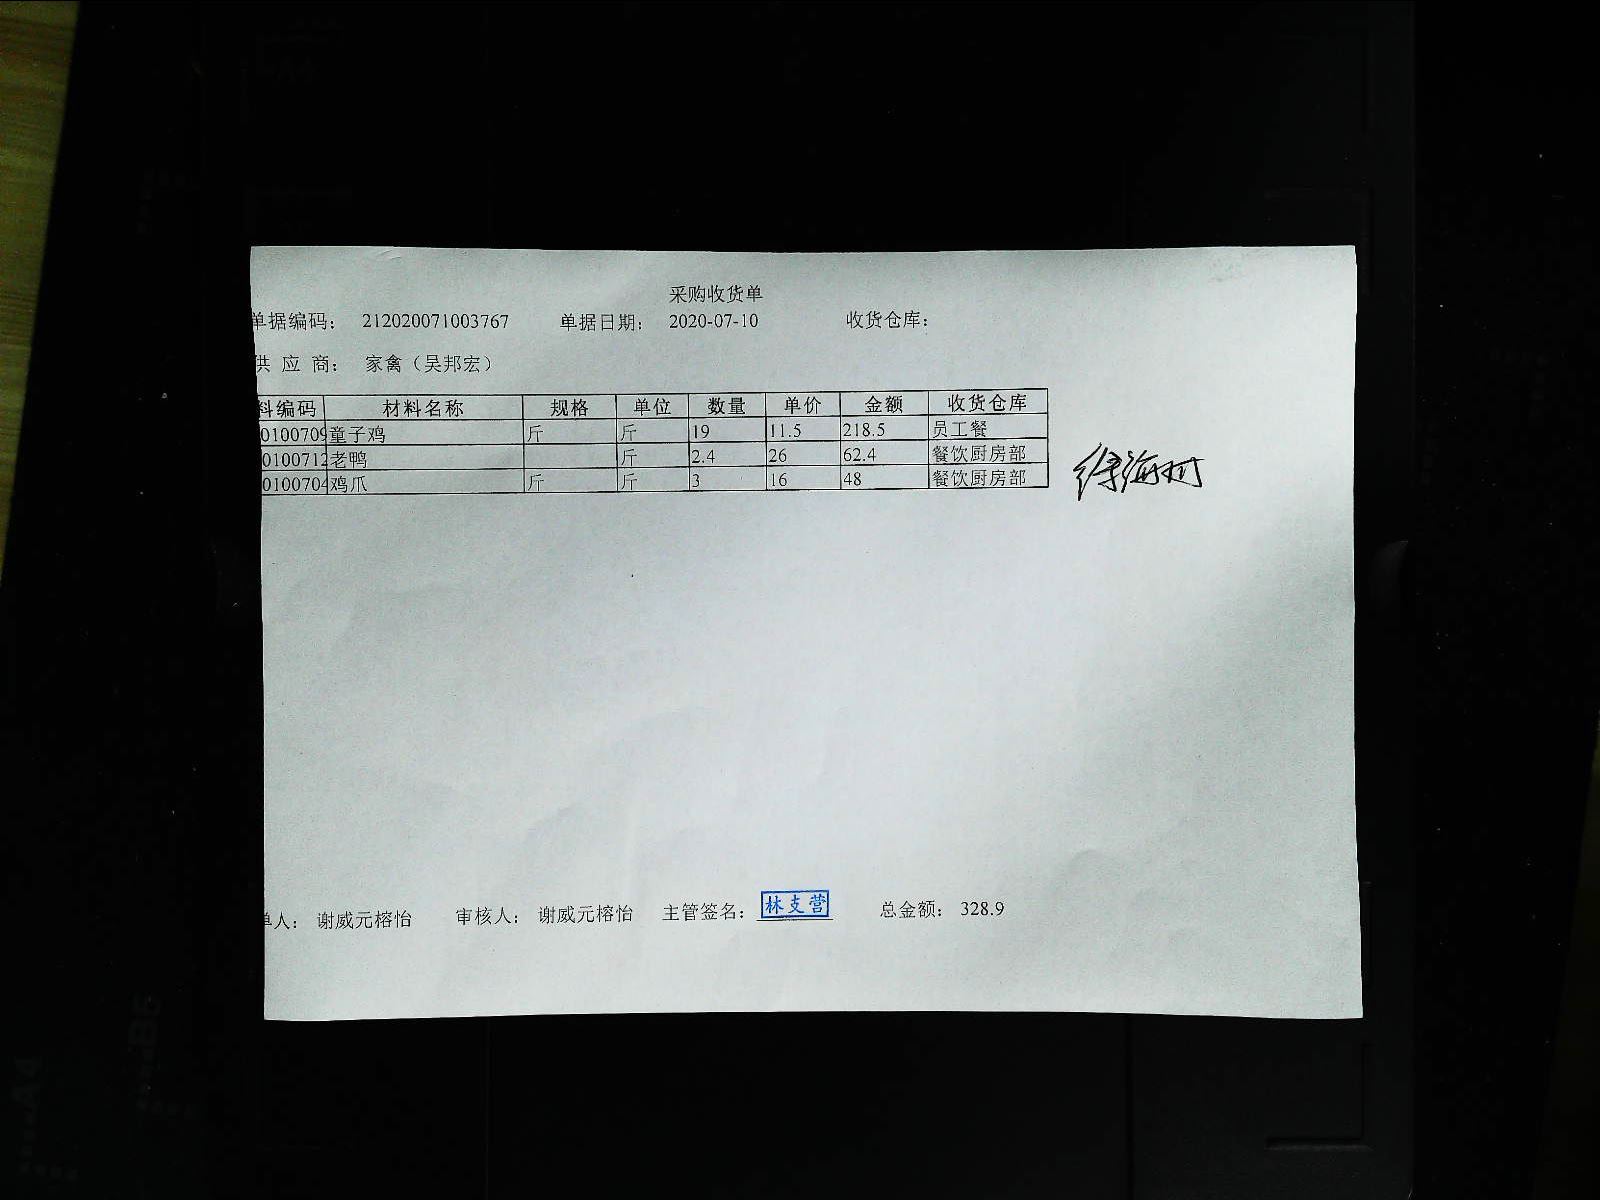 采购收货单
单据编码： 212020071003767 单据日期： 2020-07-10 收货仓库：
供 应 商： 家禽（吴邦宏）
料编码 材料名称 规格 单位 数量 单价 金额 收货仓库
0100709 童子鸡 斤 斤 19 11.5 218.5 员工餐
0100712 老鸭 斤 2.4 26 62.4 餐饮厨房部
0100704 鸡爪 斤 斤 3 16 48 餐饮厨房部
单人： 谢威元榕怡 审核人： 谢威元榕怡 主管签名： 林支营 总金额： 328.9